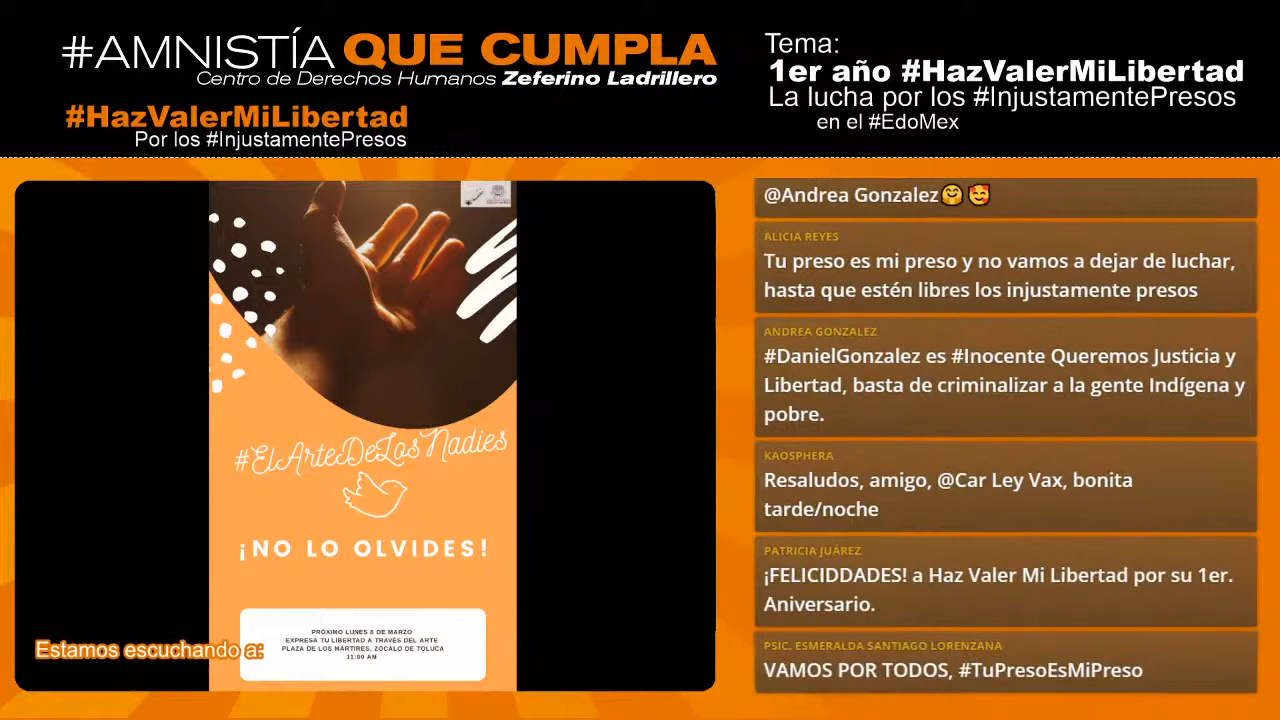 #AMNISTÍA QUE CUMPLA
Centro de Derechos Humanos Zeferino Ladrillero
#HazValerMiLibertad
Por los #InjustamentePresos
Tema:
1er año #HazValerMiLibertad
La lucha por los #InjustamentePresos
en el #EdoMex
#ElArteDeLosNadies
¡NO LO OLVIDES!
PRÓXIMO LUNES 8 DE MARZO
EXPRESA TU LIBERTAD A TRAVÉS DEL ARTE
PLAZA DE LOS MÁRTIRES, ZÓCALO DE TOLUCA
11:00 AM
Estamos escuchando a:
@Andrea Gonzalez🤗🥰
ALICIA REYES
Tu preso es mi preso y no vamos a dejar de luchar,
hasta que estén libres los injustamente presos
ANDREA GONZALEZ
#DanielGonzalez es #Inocente Queremos Justicia y
Libertad, basta de criminalizar a la gente Indígena y
pobre.
KAOSPHERA
Resaludos, amigo, @Car Ley Vax, bonita
tarde/noche
PATRICIA JUÁREZ
¡FELICIDDADES! a Haz Valer Mi Libertad por su 1er.
Aniversario.
PSIC. ESMERALDA SANTIAGO LORENZANA
VAMOS POR TODOS, #TuPresoEsMiPreso